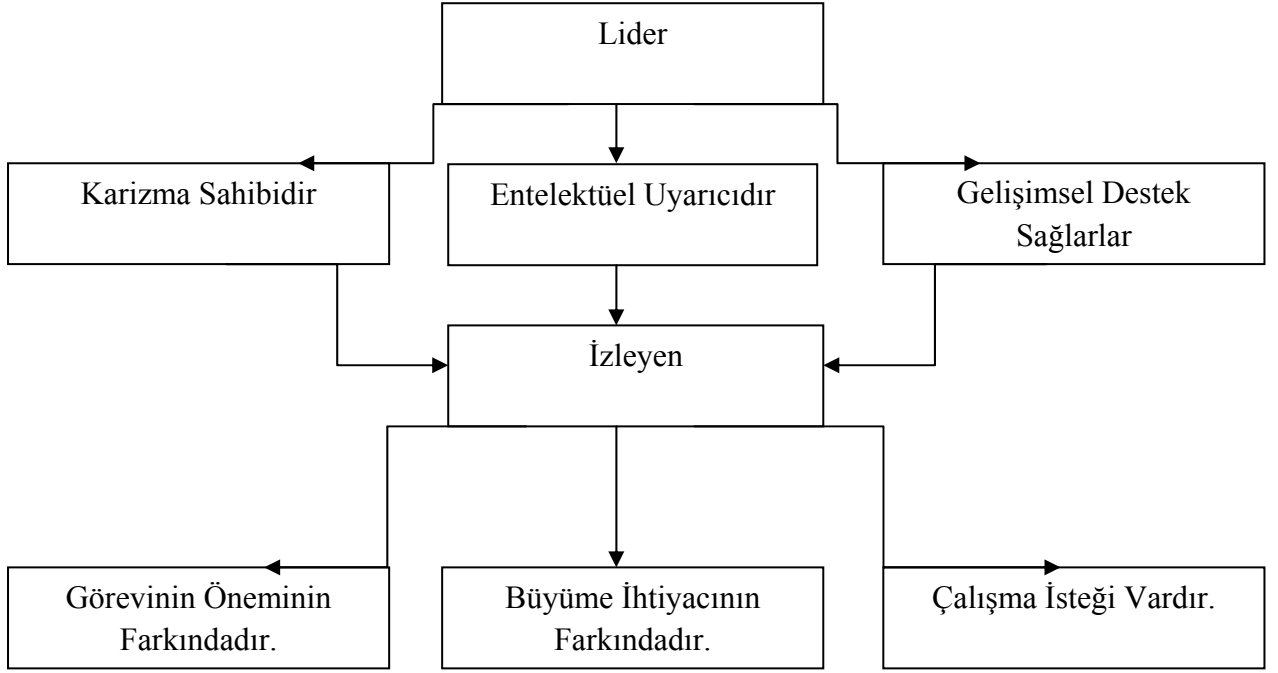 Lider
Karizma Sahibidir
Entelektüel Uyarıcıdır
Gelişimsel Destek
Sağlarlar
İzleyen
Görevinin Öneminin
Farkındadır.
Büyüme İhtiyacının
Farkındadır.
Çalışma İsteği Vardır.